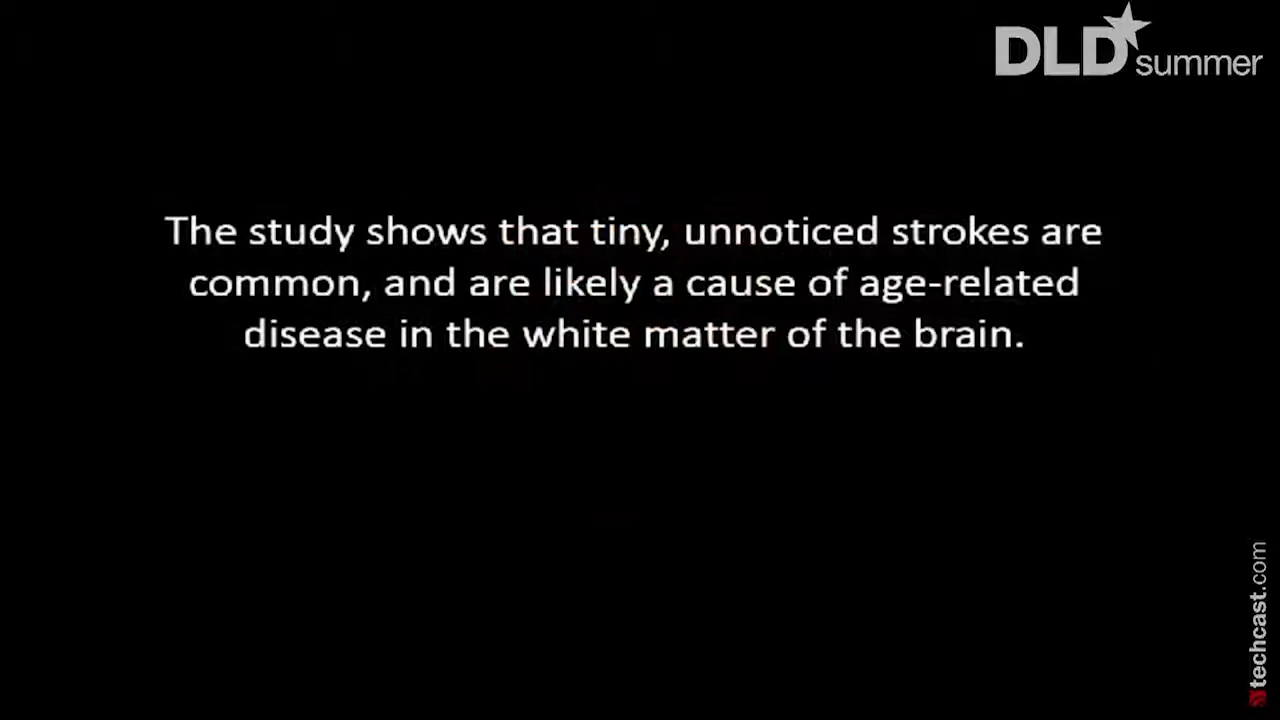 DLD summer
The study shows that tiny, unnoticed strokes are
common, and are likely a cause of age-related
disease in the white matter of the brain.
techcast.com